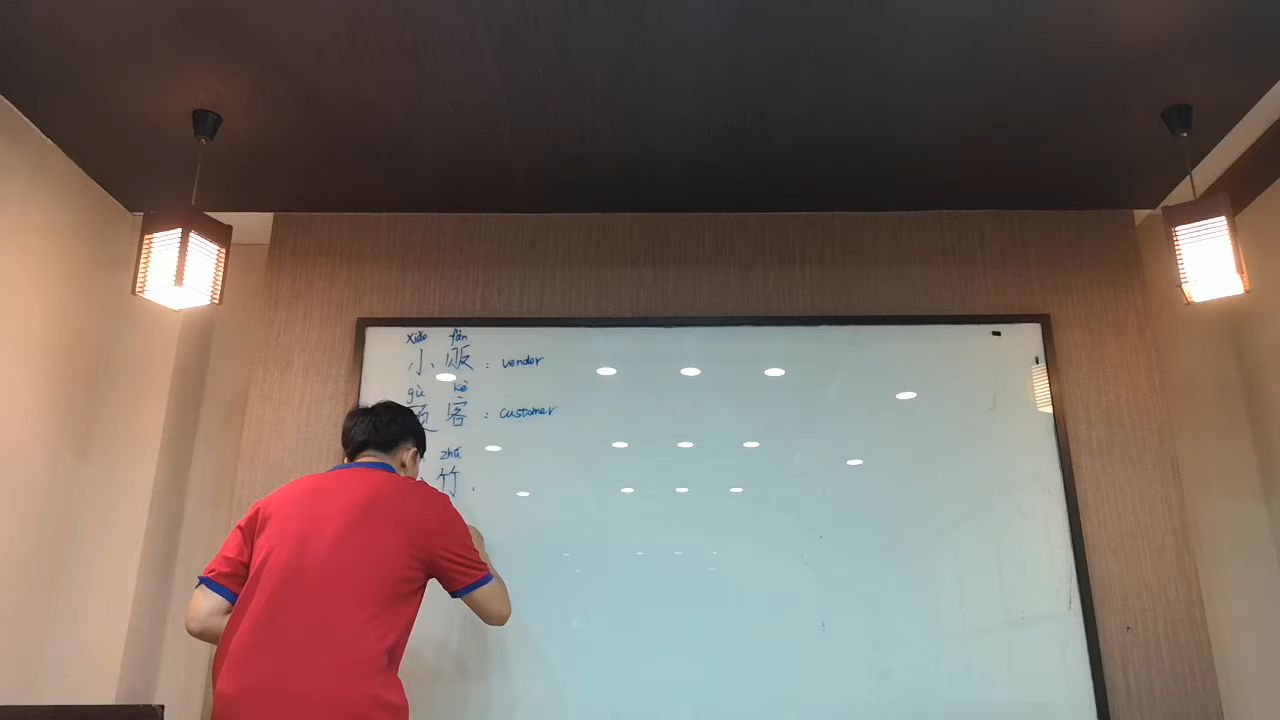 xiǎo fàn
小贩 : vendor
gù kè
顾客 : customer
zhú
竹